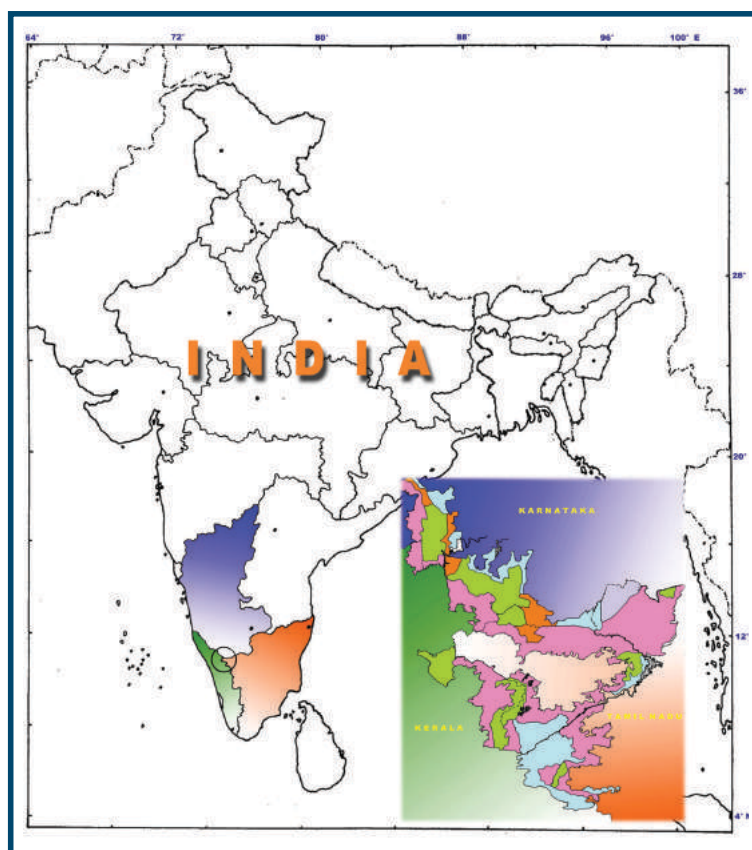 64° 72° 80° 88° 96° 100° E
36°
28°
INDIA
20°
KARNATAKA
12°
KERALA
TAMIL NADU
4° N